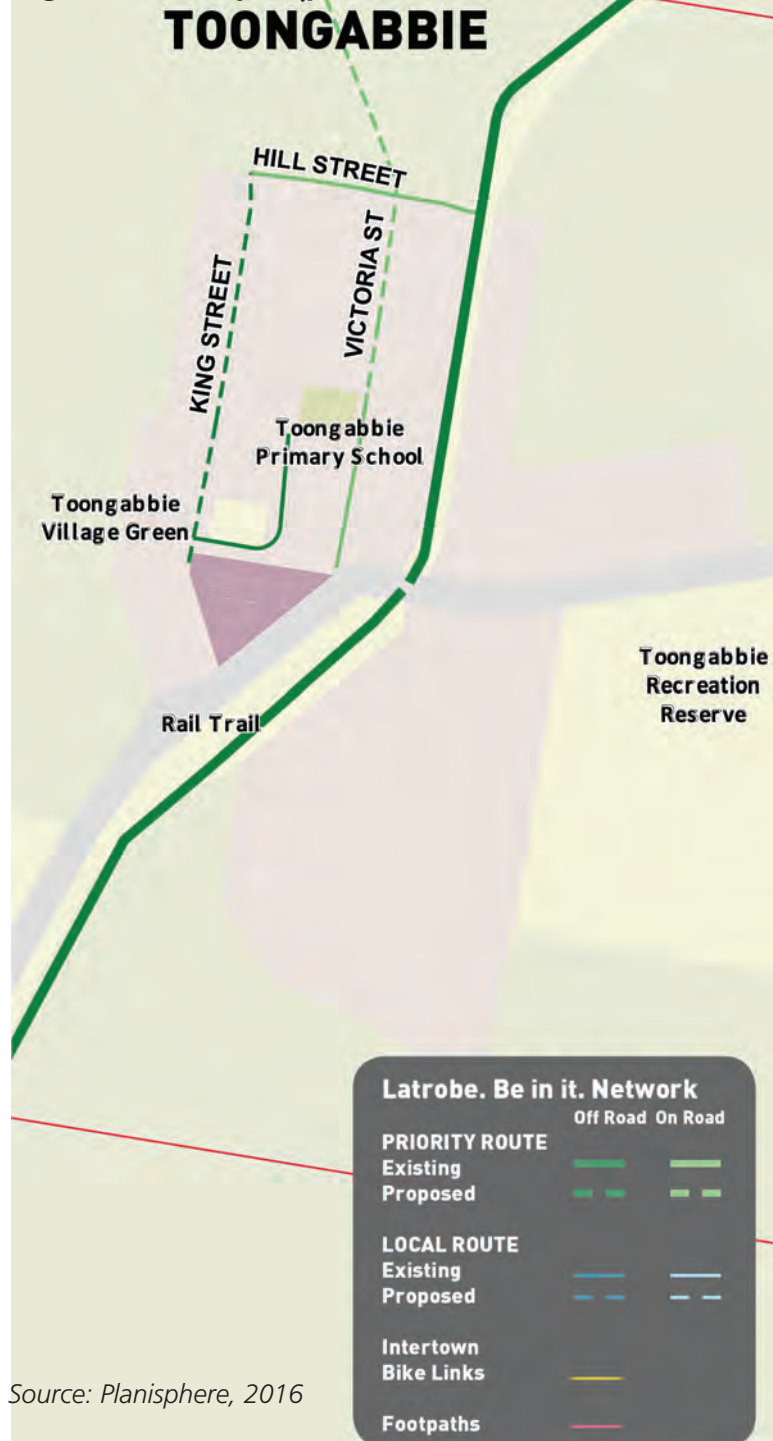 TOONGABBIE
HILL STREET
VICTORIA ST
KING STREET
Toongabbie
Primary School
Toongabbie
Village Green
Toongabbie
Recreation
Reserve
Rail Trail
Latrobe. Be in it. Network
Off Road On Road
PRIORITY ROUTE
Existing
Proposed
LOCAL ROUTE
Existing
Proposed
Intertown
Bike Links
Footpaths
Source: Planisphere, 2016